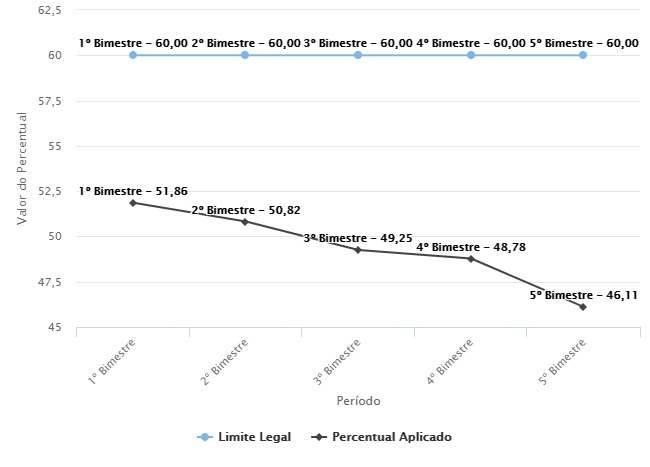 62,5
1º Bimestre – 60,00 2º Bimestre – 60,00 3º Bimestre – 60,00 4º Bimestre – 60,00 5º Bimestre – 60,00
60
57,5
55
52,5
1º Bimestre – 51,86
2º Bimestre – 50,82
50
3º Bimestre – 49,25
4º Bimestre – 48,78
47,5
5º Bimestre – 46,11
45
Valor do Percentual
1º Bimestre
2º Bimestre
3º Bimestre
4º Bimestre
5º Bimestre
Período
Limite Legal
Percentual Aplicado